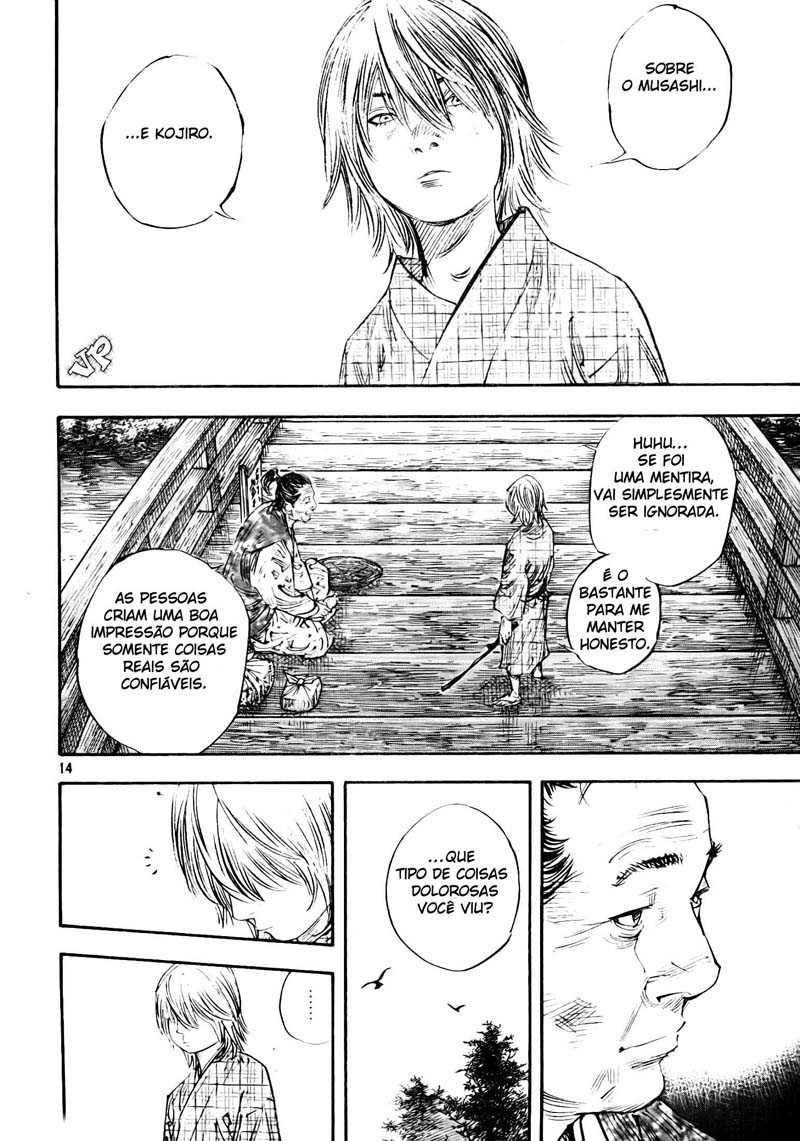 SOBRE
O MUSASHI...
...E KOJIRO.
JP
HUHU...
SE FOI
UMA MENTIRA,
VAI SIMPLESMENTE
SER IGNORADA.
É O
BASTANTE
PARA ME
MANTER
HONESTO.
AS PESSOAS
CRIAM UMA BOA
IMPRESSÃO PORQUE
SOMENTE COISAS
REAIS SÃO
CONFIÁVEIS.
14
...QUE
TIPO DE COISAS
DOLOROSAS
VOCÊ VIU?
......